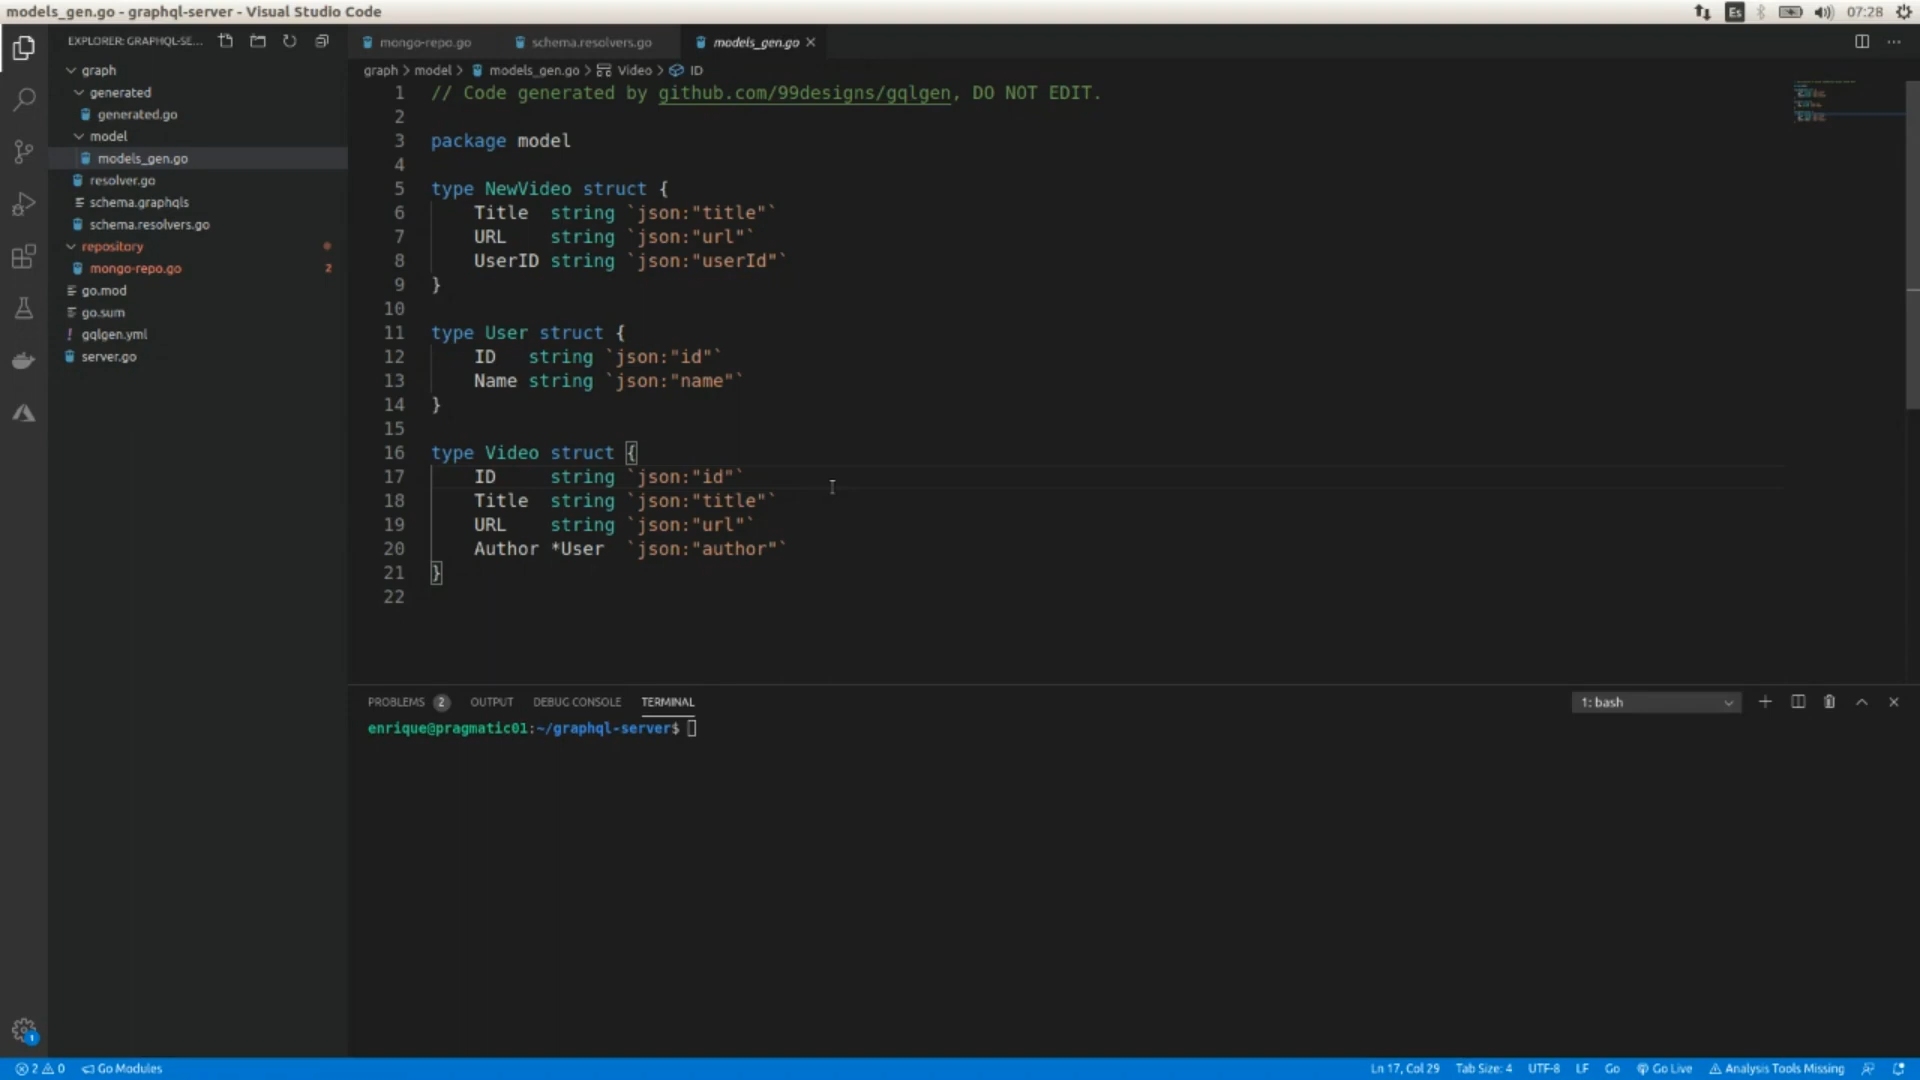 models_gen.go - graphql-server - Visual Studio Code
Es
07:28
EXPLORER: GRAPHQL-SE...
mongo-repo.go
schema.resolvers.go
models_gen.go
graph > model > models_gen.go > Video > ID
graph
generated
generated.go
model
models_gen.go
resolver.go
schema.graphqls
schema.resolvers.go
repository
mongo-repo.go 2
go.mod
go.sum
! gqlgen.yml
server.go
1 // Code generated by github.com/99designs/gqlgen, DO NOT EDIT.
2
3 package model
4
5 type NewVideo struct {
6 Title string `json:"title"`
7 URL string `json:"url"`
8 UserID string `json:"userId"`
9 }
10
11 type User struct {
12 ID string `json:"id"`
13 Name string `json:"name"`
14 }
15
16 type Video struct {
17 ID string `json:"id"`
18 Title string `json:"title"`
19 URL string `json:"url"`
20 Author *User `json:"author"`
21 }
22
PROBLEMS 2 OUTPUT DEBUG CONSOLE TERMINAL
1: bash
enrique@pragmatic01:~/graphql-server$
1
2 0 Go Modules
Ln 17, Col 29 Tab Size: 4 UTF-8 LF Go Go Live Analysis Tools Missing